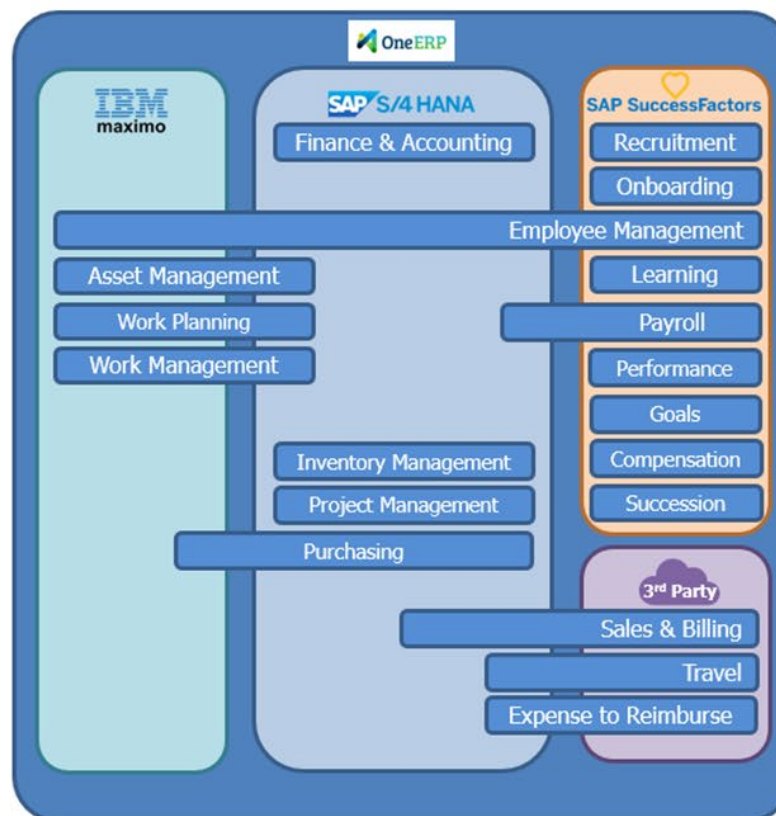 OneERP
IBM
maximo
SAP S/4 HANA
SAP SuccessFactors
Finance & Accounting
Recruitment
Onboarding
Employee Management
Asset Management
Learning
Work Planning
Payroll
Work Management
Performance
Goals
Inventory Management
Compensation
Project Management
Succession
Purchasing
3rd Party
Sales & Billing
Travel
Expense to Reimburse